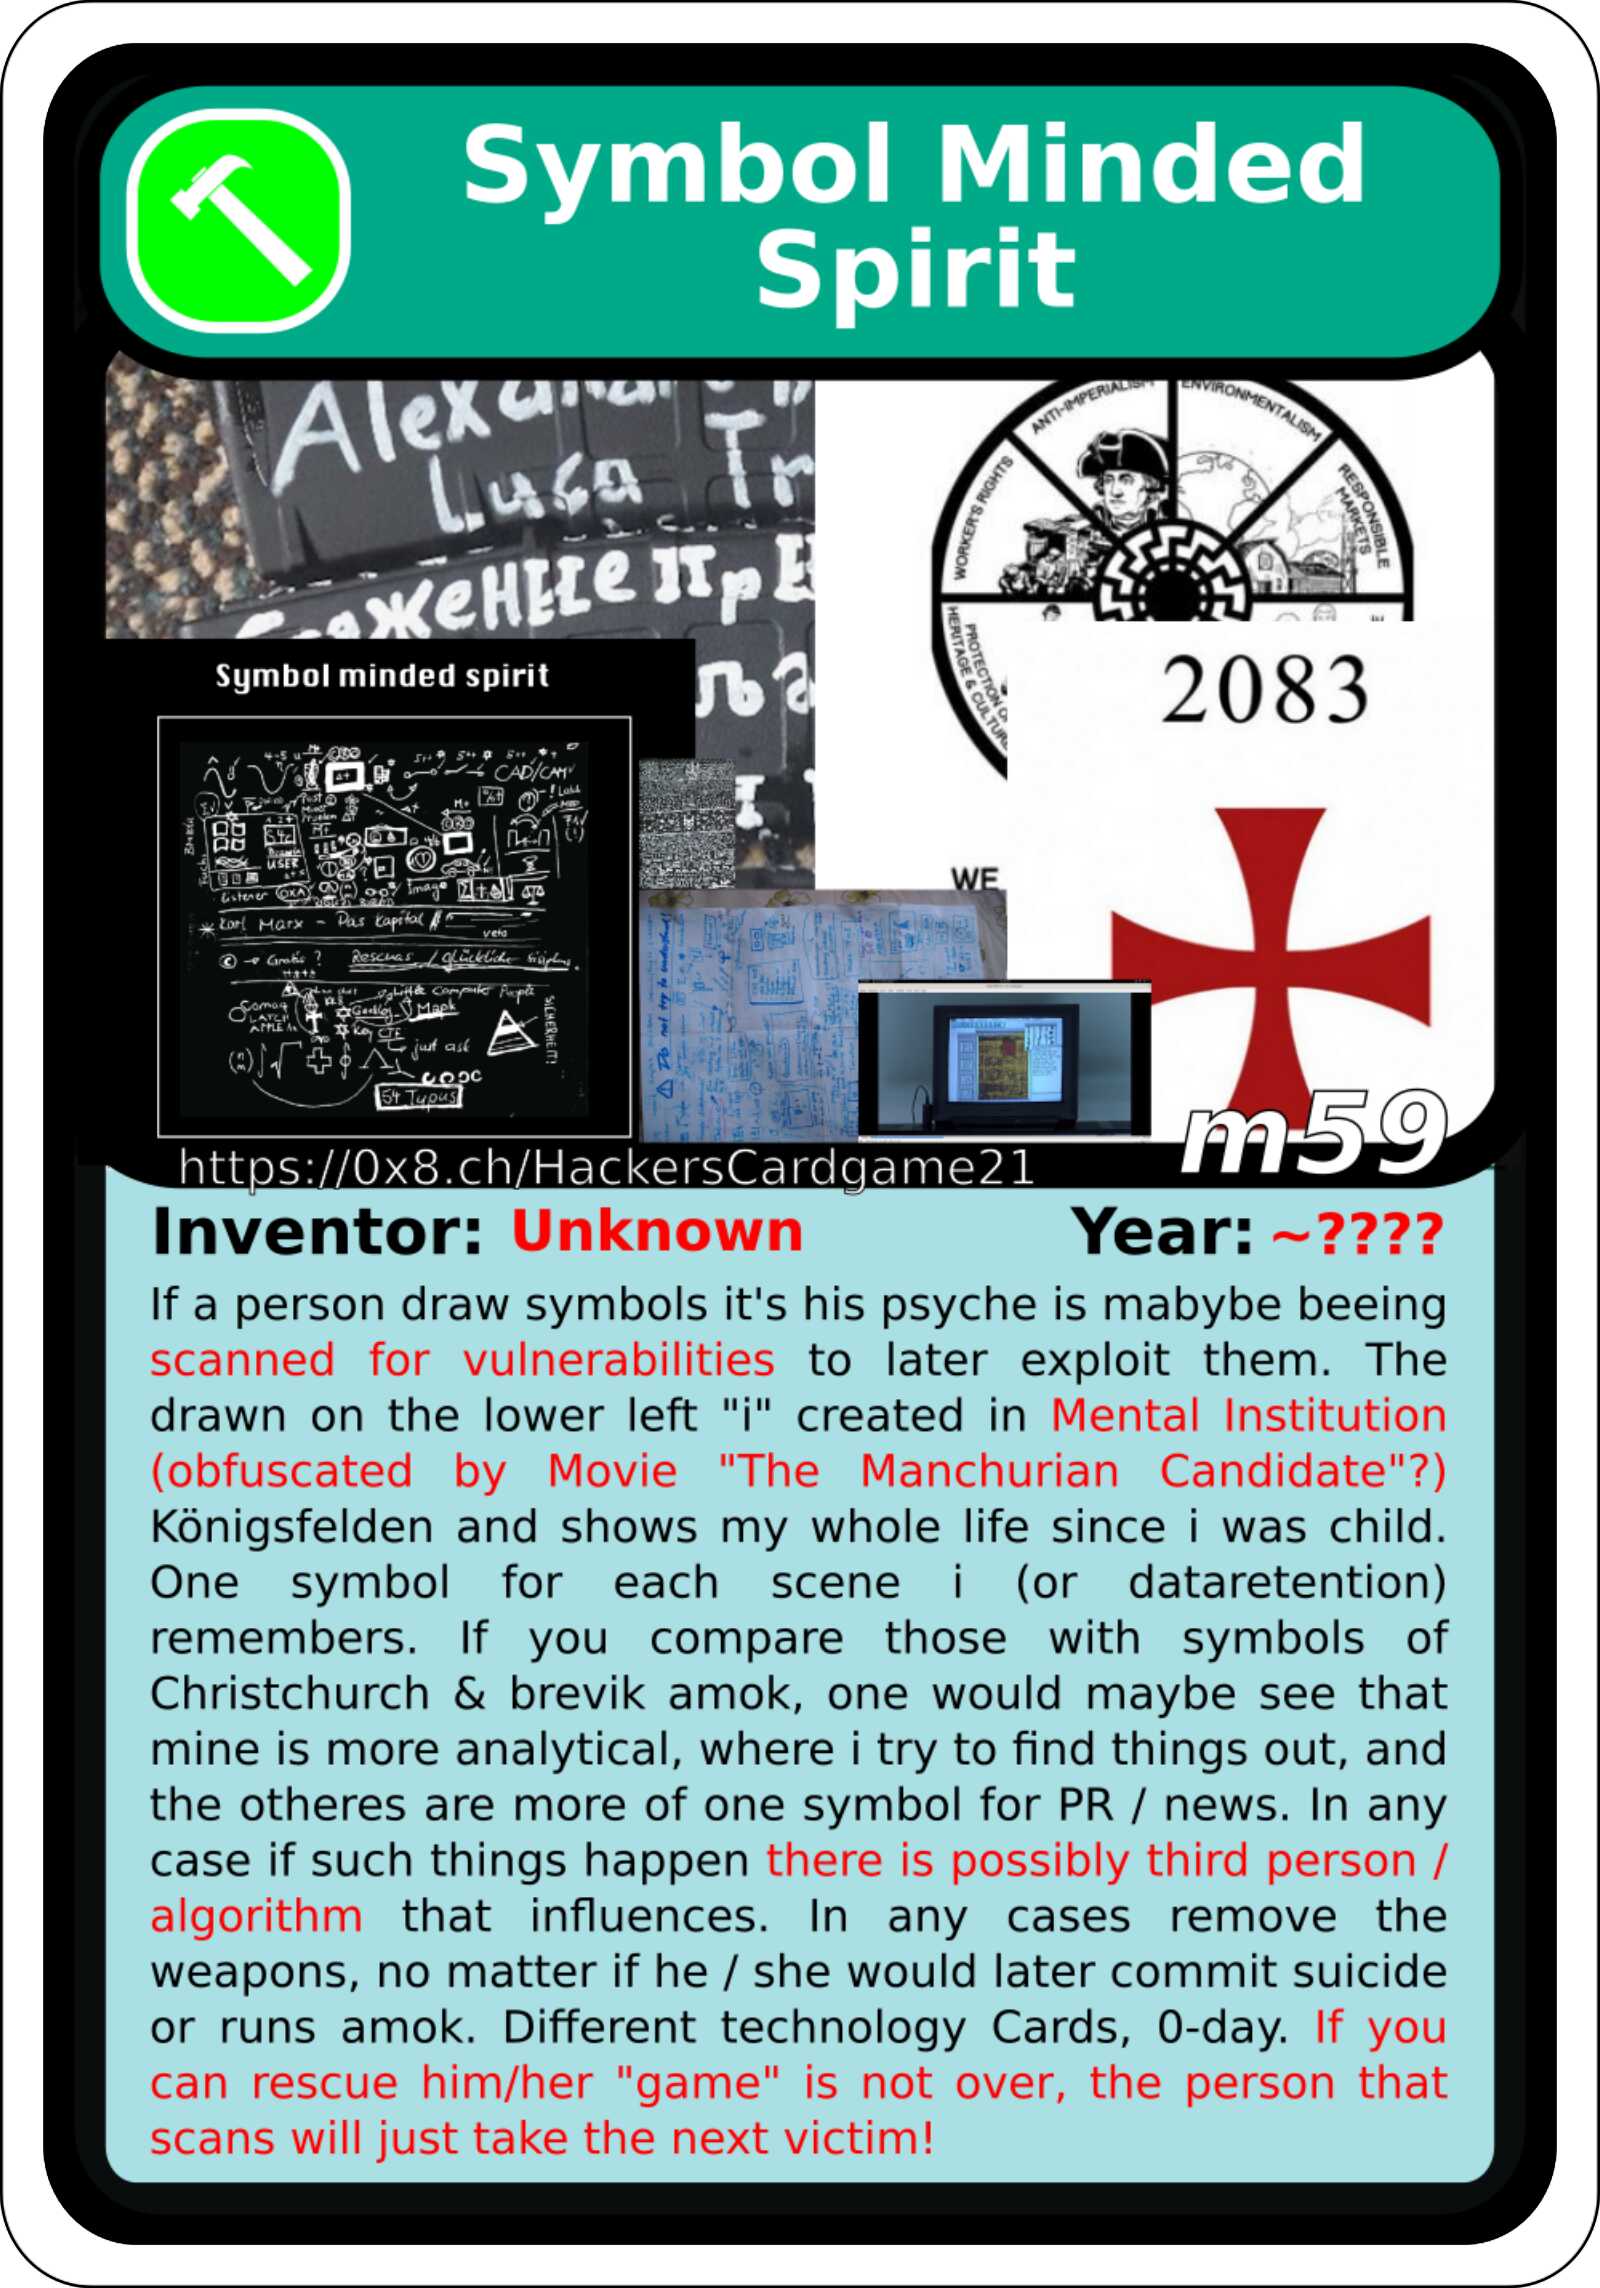 Symbol Minded
Spirit
Luca Tr
ANTI-IMPERIALISM
ENVIRONMENTALISM
WORKER'S RIGHTS
RESPONSIBLE
MARKETS
PROTECTION OF
HERITAGE & CULTURE
2083
WE
Symbol minded spirit
CAD/CAM
USER
Listener
Image
Karl Marx - Das Kapital
veto
Gratis ?
Computer People
just ask
SICHERHEIT!
54 Typus
m59
https://0x8.ch/HackersCardgame21
Inventor: Unknown Year: ~????
If a person draw symbols it's his psyche is mabybe beeing
scanned for vulnerabilities to later exploit them. The
drawn on the lower left "i" created in Mental Institution
(obfuscated by Movie "The Manchurian Candidate"?)
Königsfelden and shows my whole life since i was child.
One symbol for each scene i (or dataretention)
remembers. If you compare those with symbols of
Christchurch & brevik amok, one would maybe see that
mine is more analytical, where i try to find things out, and
the otheres are more of one symbol for PR / news. In any
case if such things happen there is possibly third person /
algorithm that influences. In any cases remove the
weapons, no matter if he / she would later commit suicide
or runs amok. Different technology Cards, 0-day. If you
can rescue him/her "game" is not over, the person that
scans will just take the next victim!